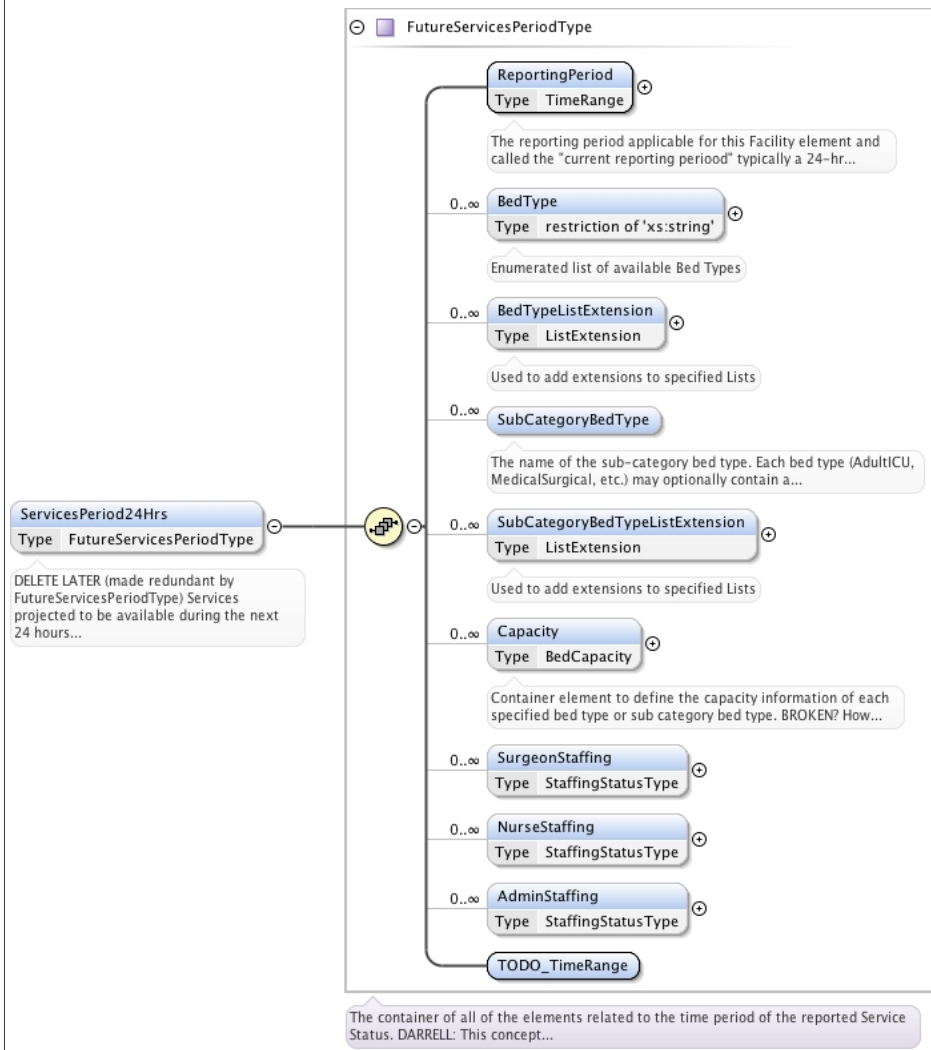 FutureServicesPeriodType
ReportingPeriod
Type TimeRange
The reporting period applicable for this Facility element and
called the "current reporting periood" typically a 24-hr...
0..∞
BedType
Type restriction of 'xs:string'
Enumerated list of available Bed Types
0..∞
BedTypeListExtension
Type ListExtension
Used to add extensions to specified Lists
0..∞
SubCategoryBedType
The name of the sub-category bed type. Each bed type (AdultICU,
MedicalSurgical, etc.) may optionally contain a...
ServicesPeriod24Hrs
Type FutureServicesPeriodType
DELETE LATER (made redundant by
FutureServicesPeriodType) Services
projected to be available during the next
24 hours...
0..∞
SubCategoryBedTypeListExtension
Type ListExtension
Used to add extensions to specified Lists
0..∞
Capacity
Type BedCapacity
Container element to define the capacity information of each
specified bed type or sub category bed type. BROKEN? How...
0..∞
SurgeonStaffing
Type StaffingStatusType
0..∞
NurseStaffing
Type StaffingStatusType
0..∞
AdminStaffing
Type StaffingStatusType
TODO_TimeRange
The container of all of the elements related to the time period of the reported Service
Status. DARRELL: This concept...